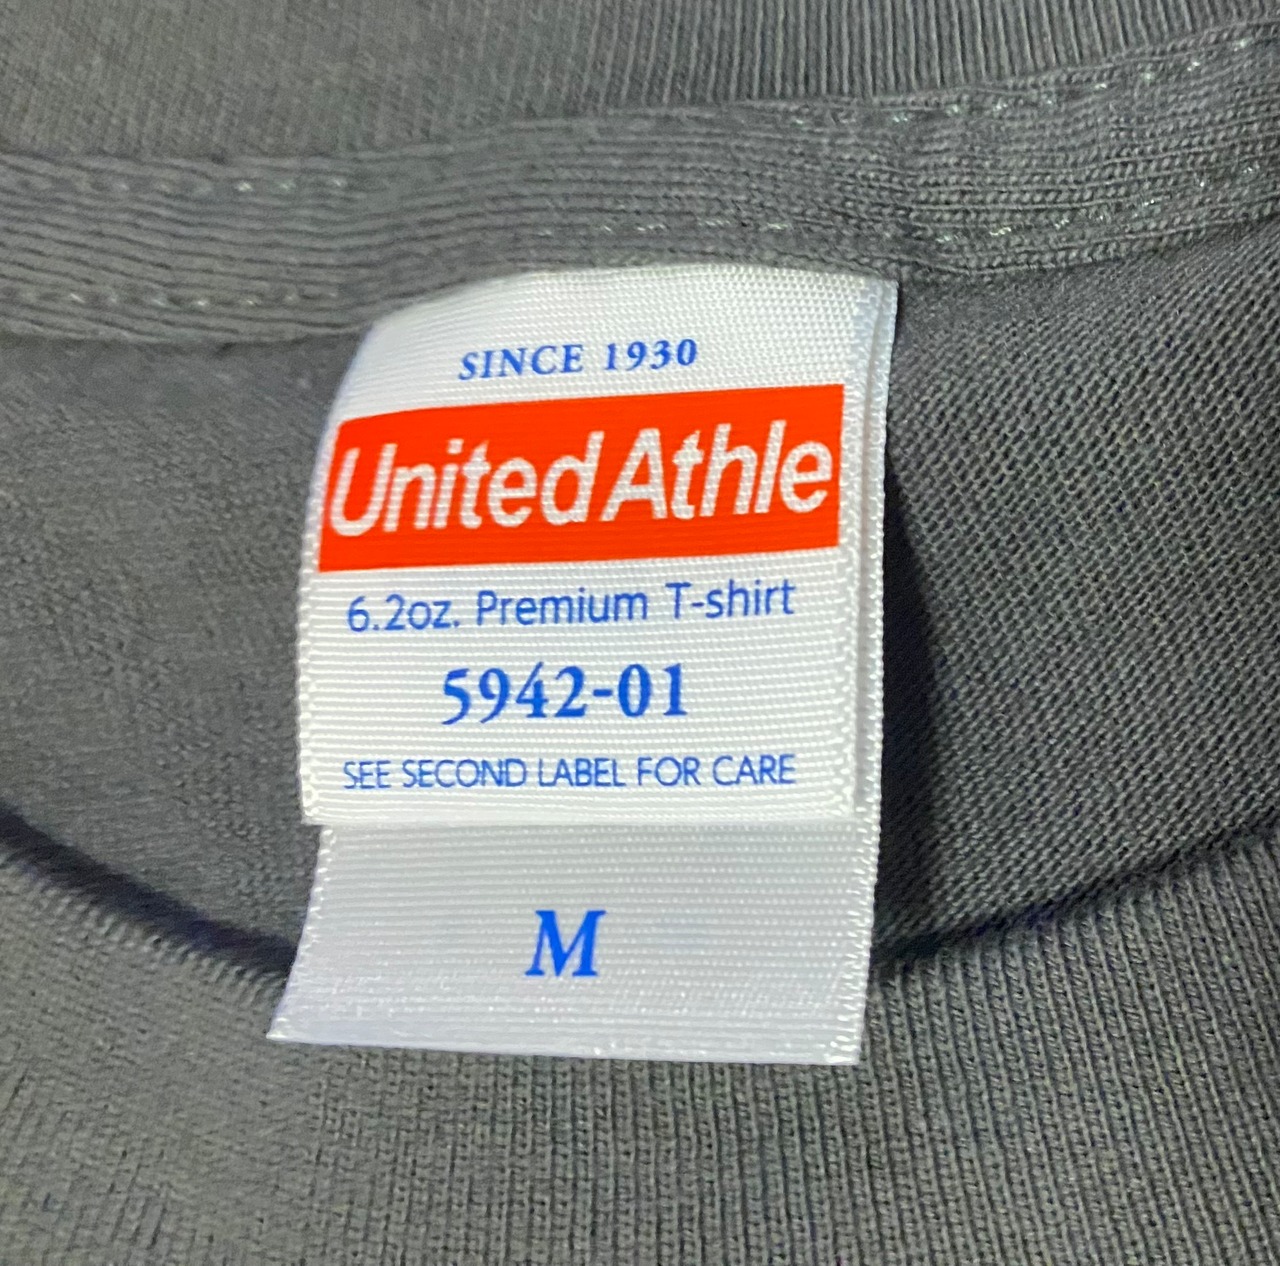 SINCE 1930
United Athle
6.2oz. Premium T-shirt
5942-01
SEE SECOND LABEL FOR CARE
M